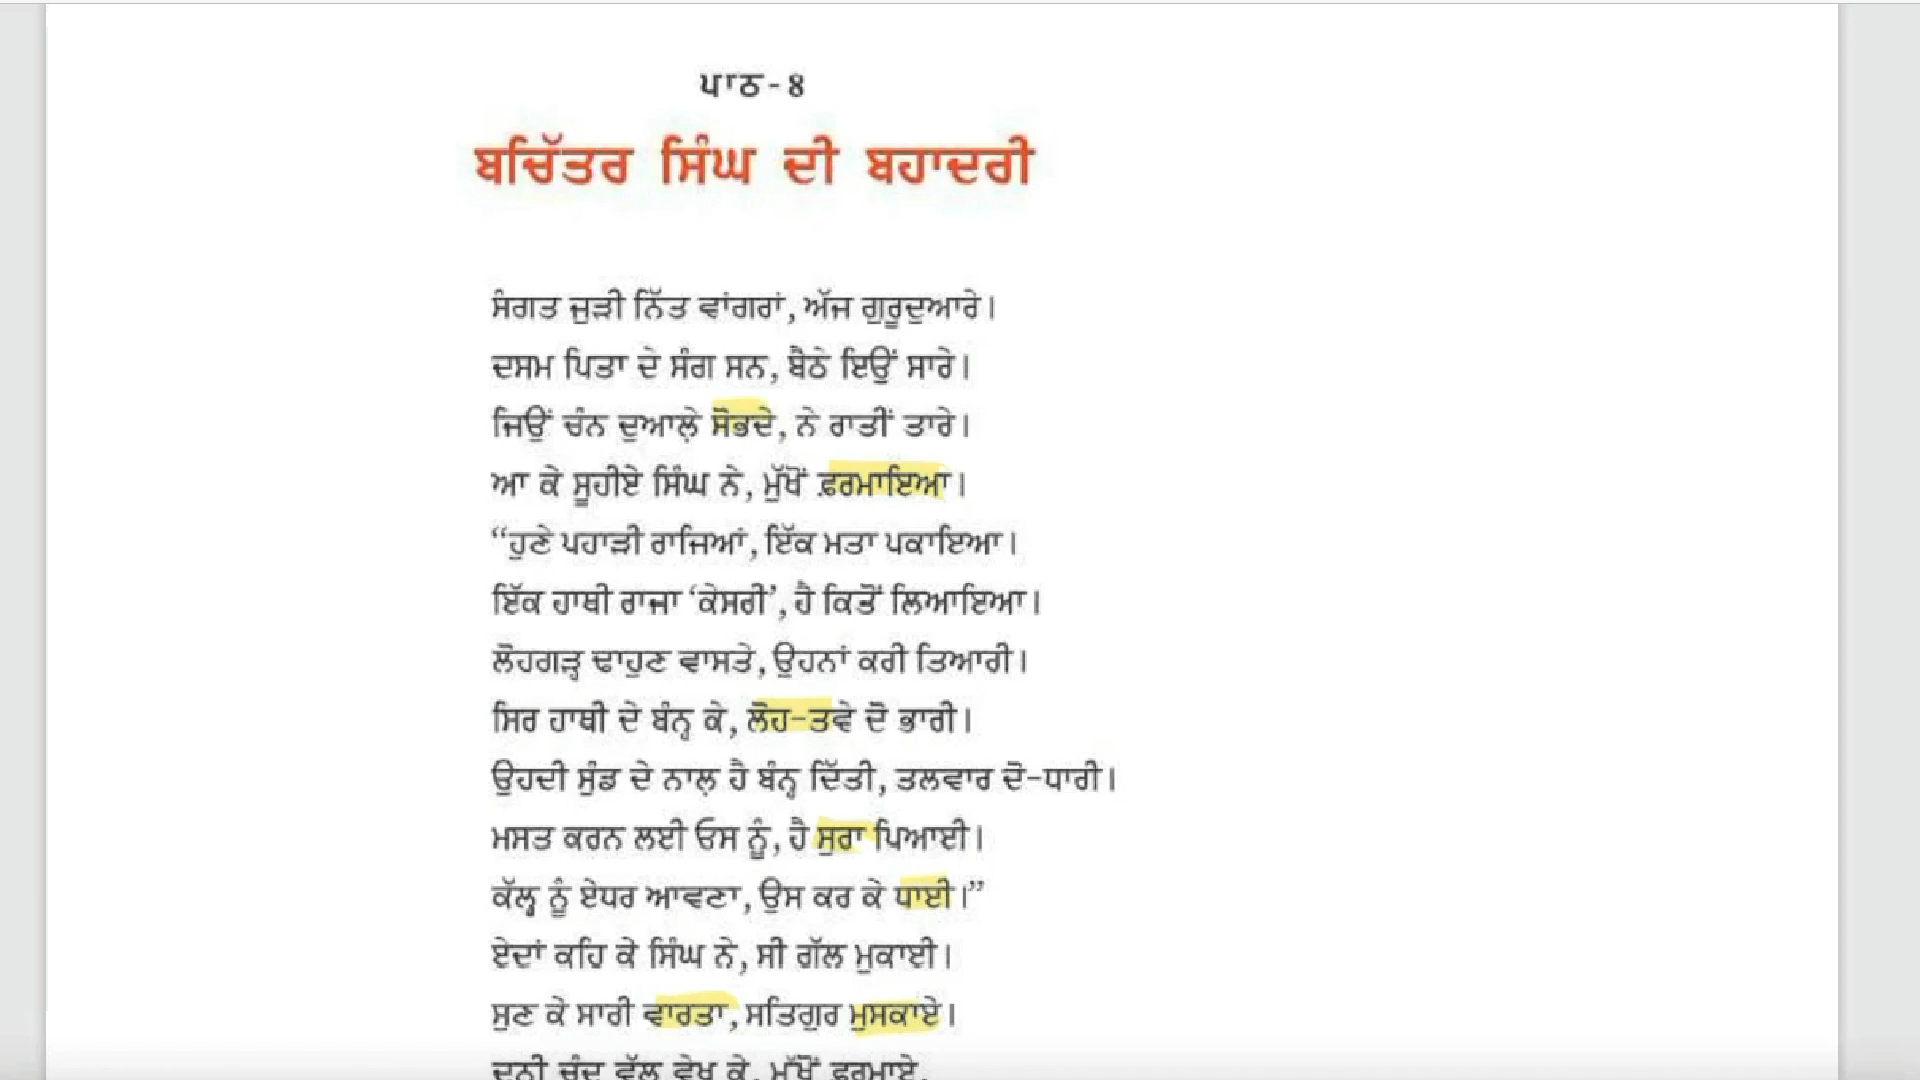 ਪਾਠ-8
ਬਚਿੱਤਰ ਸਿੰਘ ਦੀ ਬਹਾਦਰੀ
ਸੰਗਤ ਜੁੜੀ ਨਿੱਤ ਵਾਂਗਰਾਂ, ਅੱਜ ਗੁਰੂਦੁਆਰੇ।
ਦਸਮ ਪਿਤਾ ਦੇ ਸੰਗ ਸਨ, ਬੈਠੇ ਇਉਂ ਸਾਰੇ।
ਜਿਉਂ ਚੰਨ ਦੁਆਲ਼ੇ ਸੋਭਦੇ, ਨੇ ਰਾਤੀਂ ਤਾਰੇ।
ਆ ਕੇ ਸੂਹੀਏ ਸਿੰਘ ਨੇ, ਮੁੱਖੋਂ ਫ਼ਰਮਾਇਆ।
“ਹੁਣੇ ਪਹਾੜੀ ਰਾਜਿਆਂ, ਇੱਕ ਮਤਾ ਪਕਾਇਆ।
ਇੱਕ ਹਾਥੀ ਰਾਜਾ ‘ਕੇਸਰੀ’, ਹੈ ਕਿਤੋਂ ਲਿਆਇਆ।
ਲੋਹਗੜ੍ਹ ਢਾਹੁਣ ਵਾਸਤੇ, ਉਹਨਾਂ ਕਰੀ ਤਿਆਰੀ।
ਸਿਰ ਹਾਥੀ ਦੇ ਬੰਨ੍ਹ ਕੇ, ਲੋਹ-ਤਵੇ ਦੋ ਭਾਰੀ।
ਉਹਦੀ ਸੁੰਡ ਦੇ ਨਾਲ਼ ਹੈ ਬੰਨ੍ਹ ਦਿੱਤੀ, ਤਲਵਾਰ ਦੋ-ਧਾਰੀ।
ਮਸਤ ਕਰਨ ਲਈ ਓਸ ਨੂੰ, ਹੈ ਸੁਰਾ ਪਿਆਈ।
ਕੱਲ੍ਹ ਨੂੰ ਏਧਰ ਆਵਣਾ, ਉਸ ਕਰ ਕੇ ਧਾਈ।”
ਏਦਾਂ ਕਹਿ ਕੇ ਸਿੰਘ ਨੇ, ਸੀ ਗੱਲ ਮੁਕਾਈ।
ਸੁਣ ਕੇ ਸਾਰੀ ਵਾਰਤਾ, ਸਤਿਗੁਰ ਮੁਸਕਾਏ।
ਦੁਨੀ ਚੰਦ ਵੱਲ ਵੇਖ ਕੇ, ਮੁੱਖੋਂ ਫ਼ਰਮਾਏ,